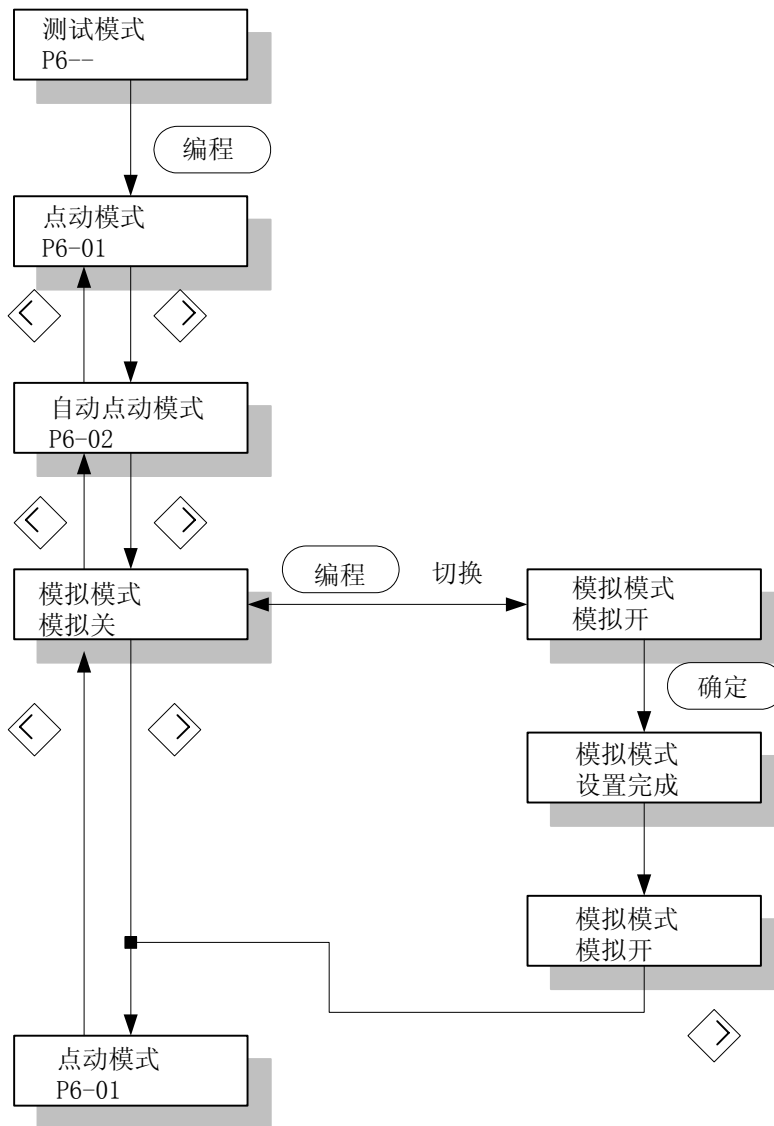 测试模式
P6--
编程
点动模式
P6-01
自动点动模式
P6-02
模拟模式
模拟关
编程
切换
模拟模式
模拟开
确定
模拟模式
设置完成
模拟模式
模拟开
点动模式
P6-01